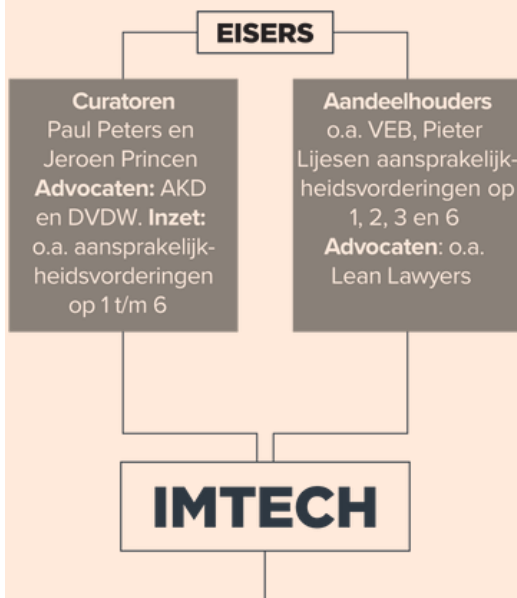 EISERS
Curatoren
Paul Peters en
Jeroen Princen
Advocaten: AKD
en DVDW. Inzet:
o.a. aansprakelijk-
heidsvorderingen
op 1 t/m 6
Aandeelhouders
o.a. VEB, Pieter
Lijesen aansprakelijk-
heidsvorderingen op
1, 2, 3 en 6
Advocaten: o.a.
Lean Lawyers
IMTECH